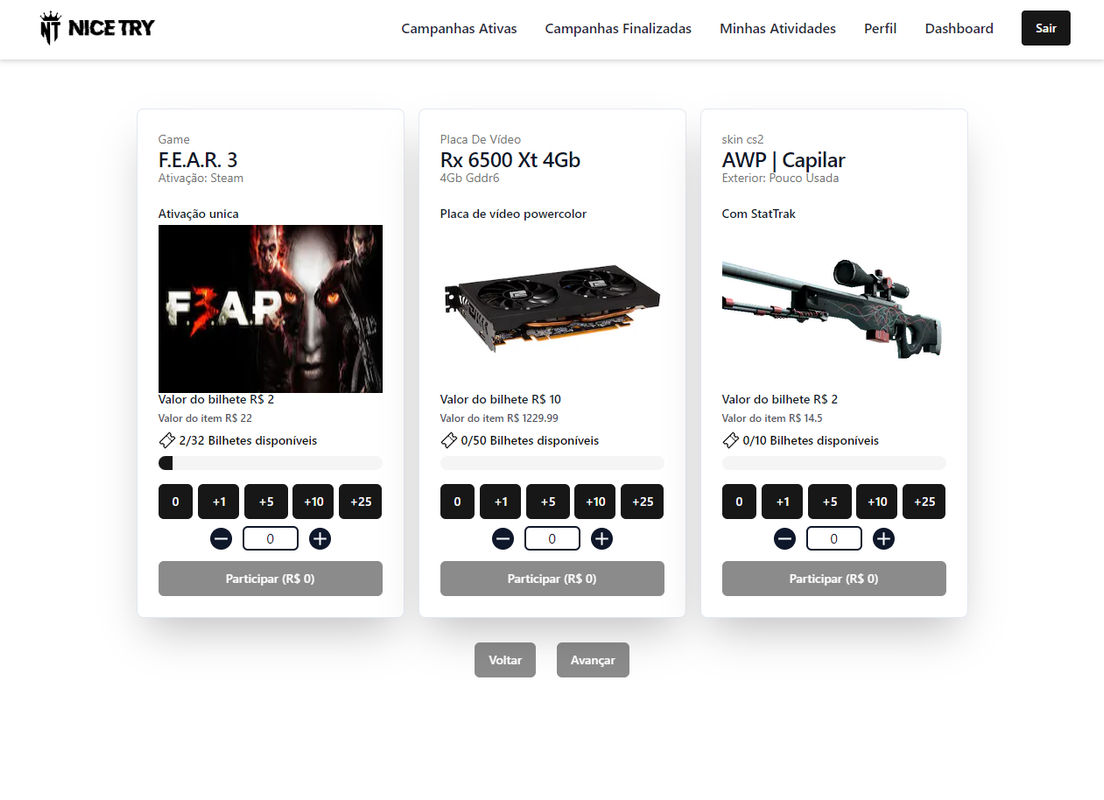 NT NICE TRY
Campanhas Ativas Campanhas Finalizadas Minhas Atividades Perfil Dashboard Sair
Game
F.E.A.R. 3
Ativação: Steam
Ativação unica
F.3.A.R
Valor do bilhete R$ 2
Valor do item R$ 22
2/32 Bilhetes disponíveis
0 +1 +5 +10 +25
0
Participar (R$ 0)
Placa De Vídeo
Rx 6500 Xt 4Gb
4Gb Gddr6
Placa de vídeo powercolor
Valor do bilhete R$ 10
Valor do item R$ 1229.99
0/50 Bilhetes disponíveis
0 +1 +5 +10 +25
0
Participar (R$ 0)
skin cs2
AWP | Capilar
Exterior: Pouco Usada
Com StatTrak
Valor do bilhete R$ 2
Valor do item R$ 14.5
0/10 Bilhetes disponíveis
0 +1 +5 +10 +25
0
Participar (R$ 0)
Voltar Avançar